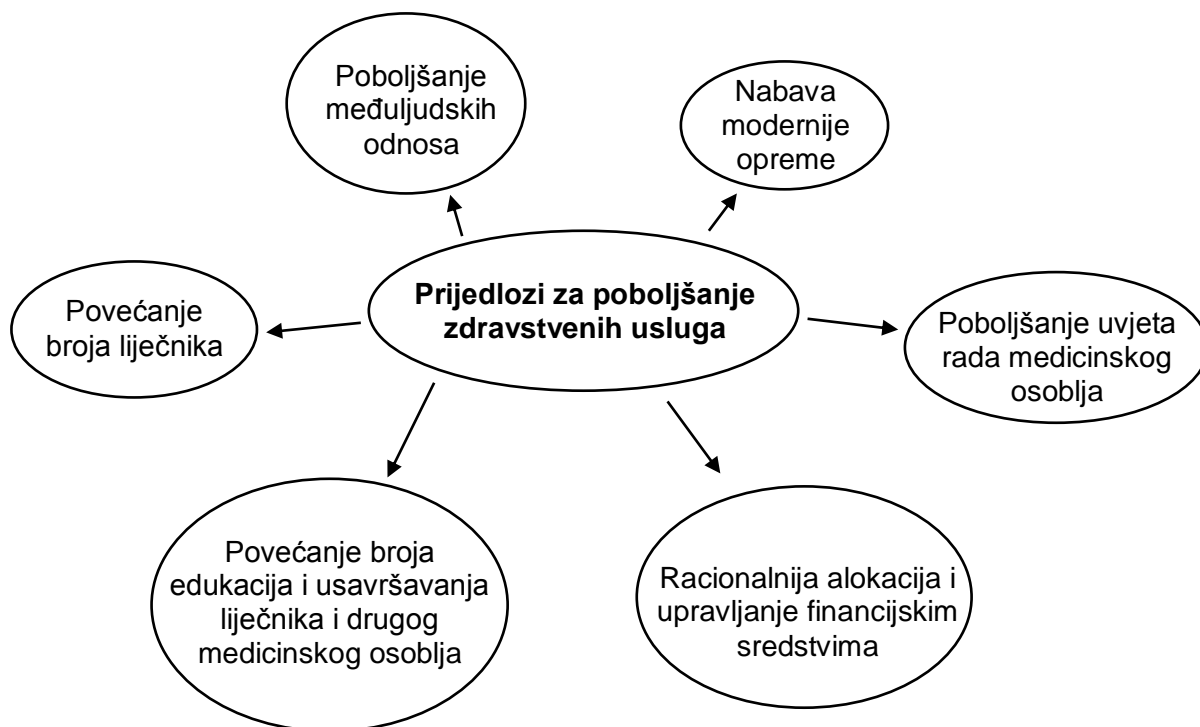 Poboljšanje
međuljudskih
odnosa
Nabava
modernije
opreme
Prijedlozi za poboljšanje
zdravstvenih usluga
Povećanje
broja liječnika
Poboljšanje uvjeta
rada medicinskog
osoblja
Povećanje broja
edukacija i usavršavanja
liječnika i drugog
medicinskog osoblja
Racionalnija alokacija i
upravljanje financijskim
sredstvima